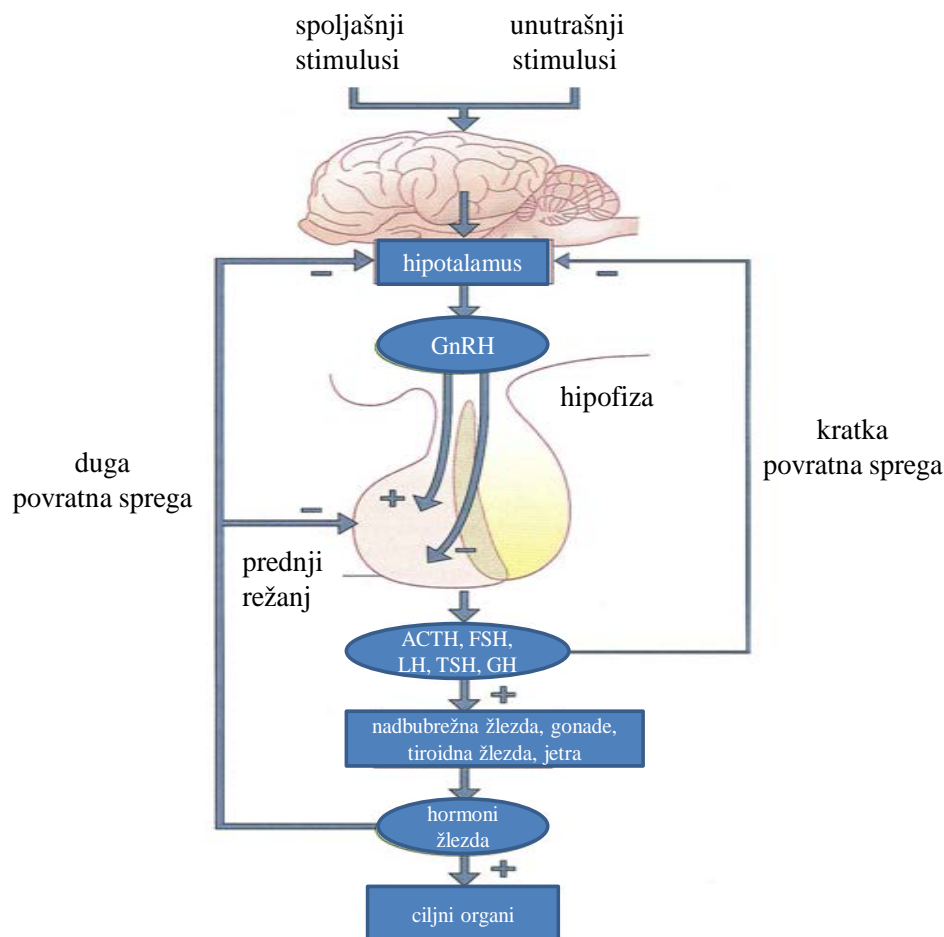 spoljašnji
stimulusi
unutrašnji
stimulusi
hipotalamus
−
−
GnRH
hipofiza
duga
povratna sprega
kratka
povratna sprega
−
+
−
prednji
režanj
ACTH, FSH,
LH, TSH, GH
+
nadbubrežna žlezda, gonade,
tiroidna žlezda, jetra
hormoni
žlezda
+
ciljni organi